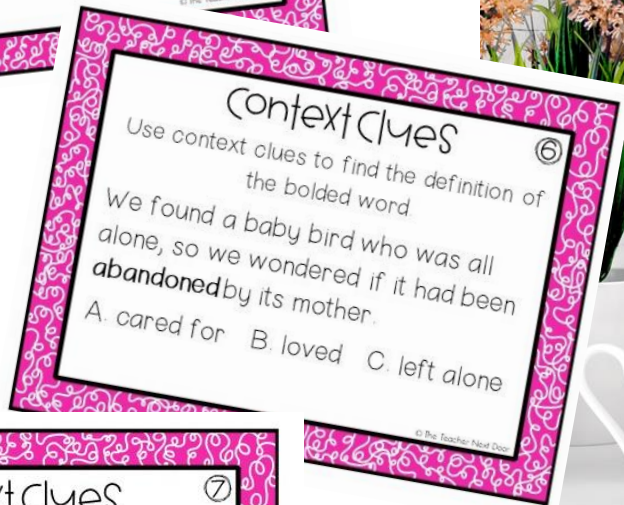 Context Clues
6
Use context clues to find the definition of
the bolded word.
We found a baby bird who was all
alone, so we wondered if it had been
abandoned by its mother.
A. cared for B. loved C. left alone
© The Teacher Next Door
Clues
7